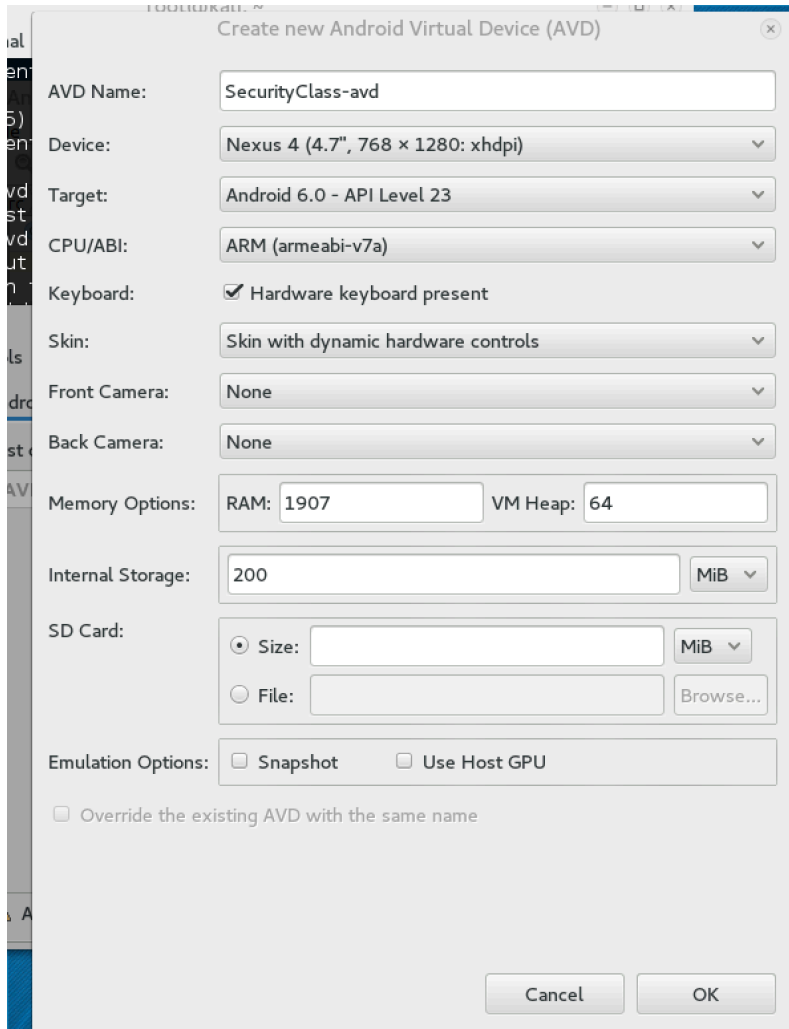 Create new Android Virtual Device (AVD)
AVD Name: SecurityClass-avd
Device: Nexus 4 (4.7", 768 × 1280: xhdpi)
Target: Android 6.0 - API Level 23
CPU/ABI: ARM (armeabi-v7a)
Keyboard: Hardware keyboard present
Skin: Skin with dynamic hardware controls
Front Camera: None
Back Camera: None
Memory Options: RAM: 1907 VM Heap: 64
Internal Storage: 200 MiB
SD Card:
Size: MiB
File: Browse...
Emulation Options: Snapshot Use Host GPU
Override the existing AVD with the same name
Cancel OK